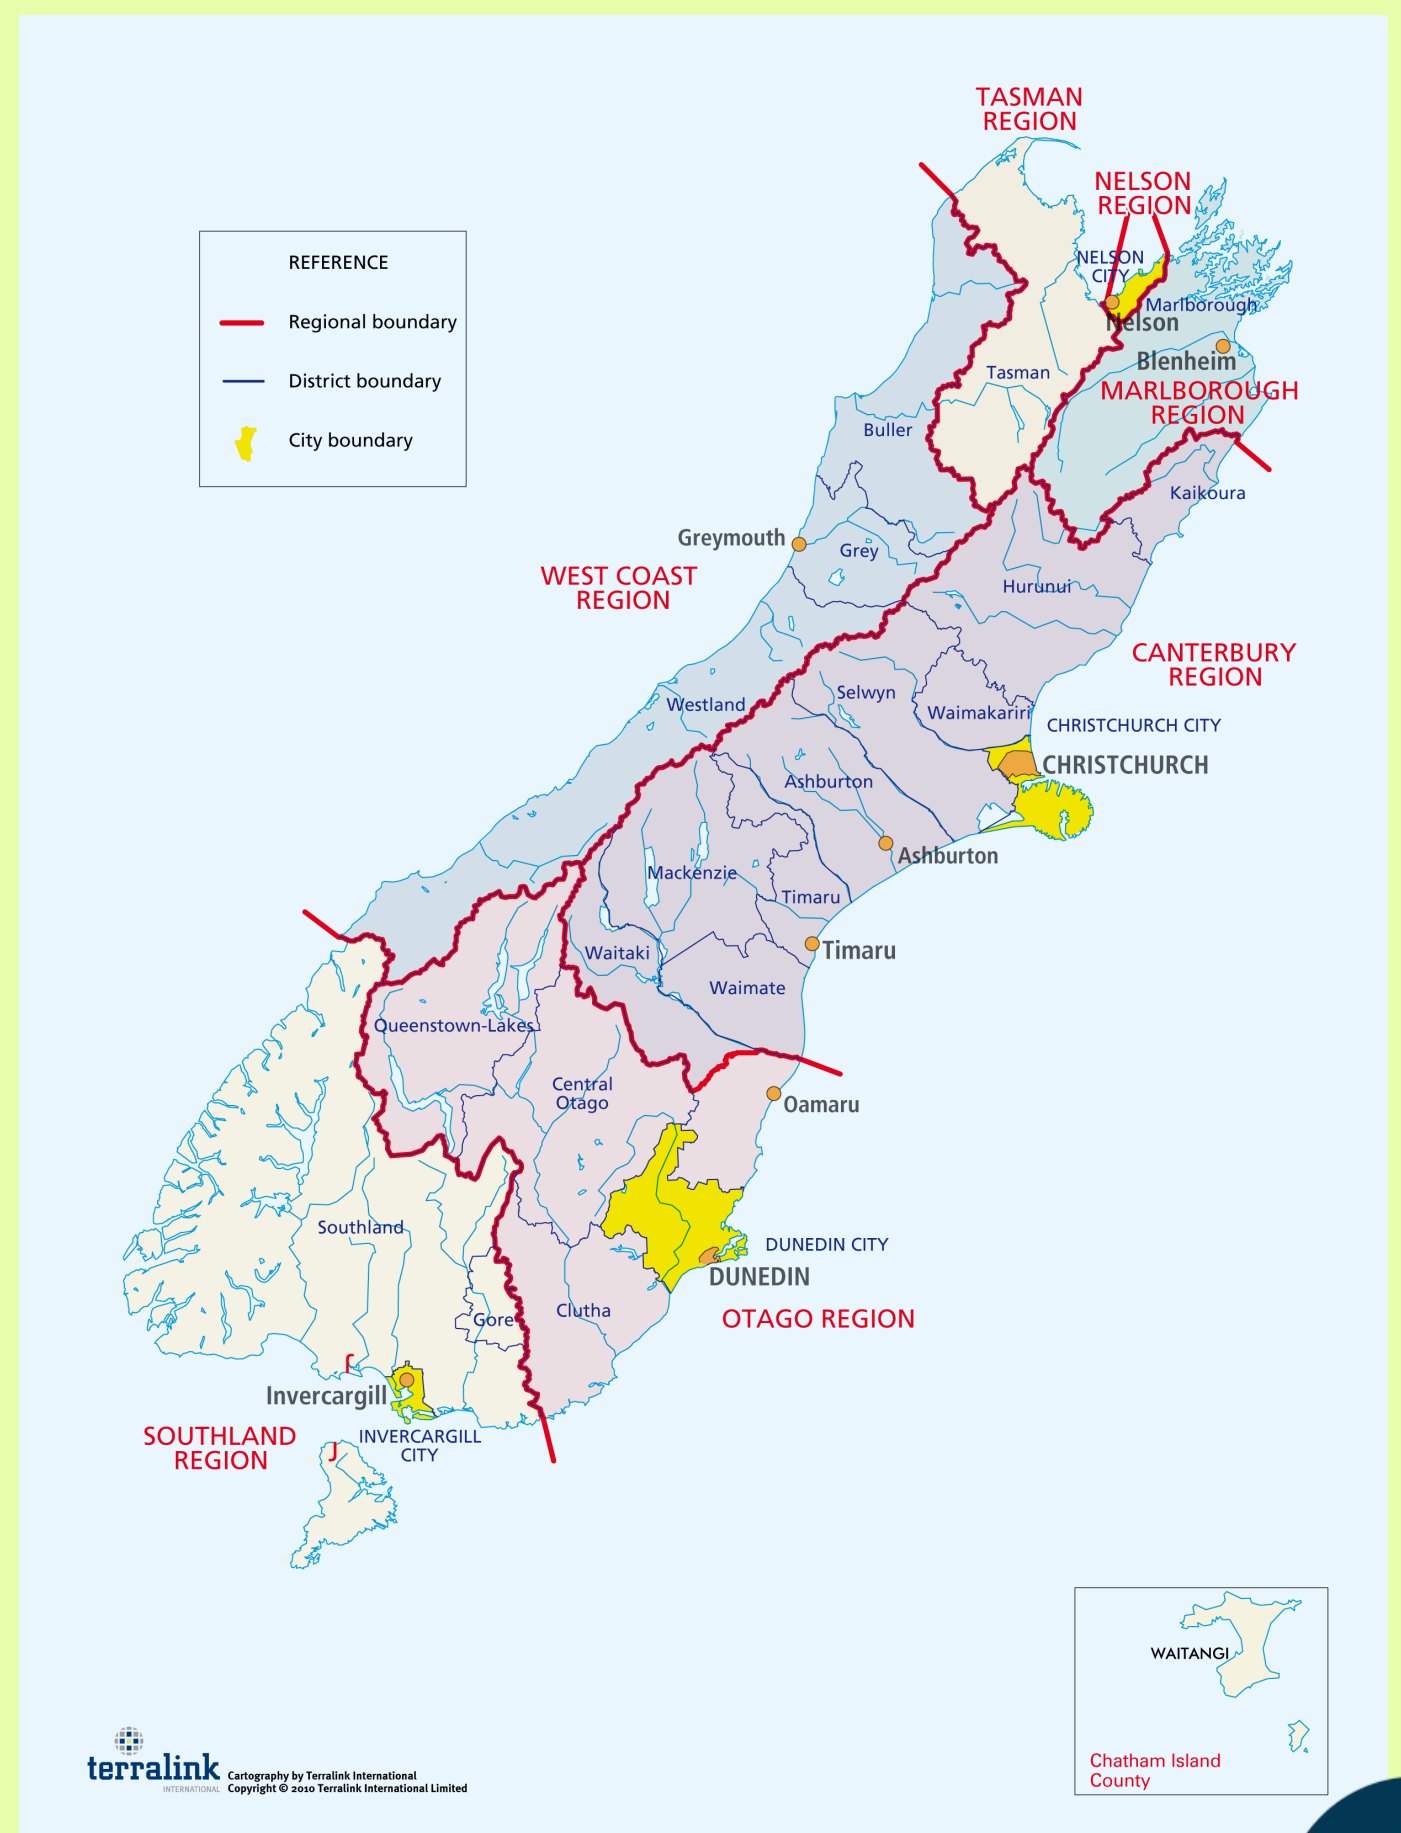 TASMAN
REGION
NELSON
REGION
NELSON
CITY
Marlborough
Nelson
Blenheim
MARLBOROUGH
REGION
REFERENCE
Regional boundary
District boundary
City boundary
Tasman
Buller
Kaikoura
Greymouth
Grey
WEST COAST
REGION
Hurunui
CANTERBURY
REGION
Selwyn
Westland
Waimakariri
CHRISTCHURCH CITY
CHRISTCHURCH
Ashburton
Ashburton
Mackenzie
Timaru
Timaru
Waitaki
Waimate
Queenstown-Lakes
Central
Otago
Oamaru
Southland
DUNEDIN CITY
DUNEDIN
Clutha
Gore
OTAGO REGION
Invercargill
SOUTHLAND
REGION
INVERCARGILL
CITY
WAITANGI
Chatham Island
County
terralink
INTERNATIONAL
Cartography by Terralink International
Copyright © 2010 Terralink International Limited